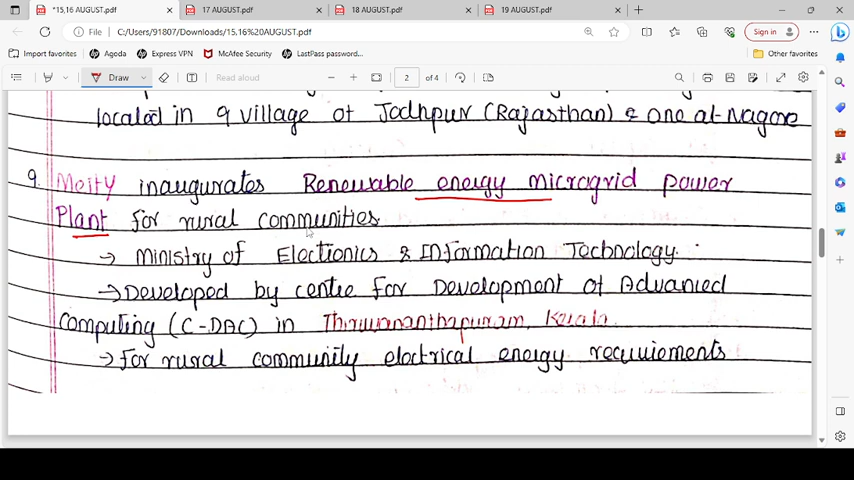 *15,16 AUGUST.pdf
17 AUGUST.pdf
18 AUGUST.pdf
19 AUGUST.pdf
File
C:/Users/91807/Downloads/15,16%20AUGUST.pdf
Sign in
Import favorites
Agoda
Express VPN
McAfee Security
LastPass password...
Other favorites
Draw
Read aloud
2
of 4
located in a village of Jodhpur (Rajasthan) & one at Nagore
9. Meity inaugurates Renewable energy microgrid power
Plant for rural communities
→ Ministry of Electionics & Information Technology.
→ Developed by centre for Development of Advanced
Computing (C-DAC) in Thiruvananthapuram, Kerala.
→ for rural community electrical energy requirements